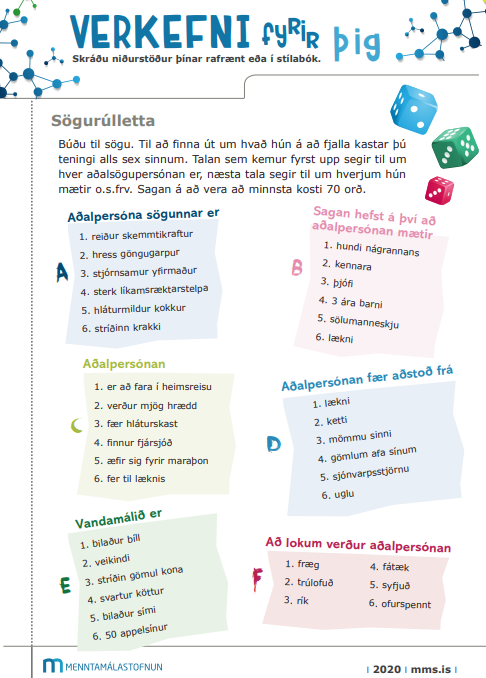 VERKEFNI fyrir þig
Skráðu niðurstöður þínar rafrænt eða í stílabók.
Sögurúlletta
Búðu til sögu. Til að finna út um hvað hún á að fjalla kastar þú
teningi alls sex sinnum. Talan sem kemur fyrst upp segir til um
hver aðalsögupersónan er, næsta tala segir til um hverjum hún
mætir o.s.frv. Sagan á að vera að minnsta kosti 70 orð.
Aðalpersóna sögunnar er
A
1. reiður skemmtikraftur
2. hress göngugarpur
3. stjórnsamur yfirmaður
4. sterk líkamsræktarstelpa
5. hláturmildur kokkur
6. stríðinn krakki
Sagan hefst á því að
aðalpersónan mætir
B
1. hundi nágrannans
2. kennara
3. þjófi
4. 3 ára barni
5. sölumanneskju
6. lækni
Aðalpersónan
C
1. er að fara í heimsreisu
2. verður mjög hrædd
3. fær hláturskast
4. finnur fjársjóð
5. æfir sig fyrir maraþon
6. fer til læknis
Aðalpersónan fær aðstoð frá
D
1. lækni
2. ketti
3. mömmu sinni
4. gömlum afa sínum
5. sjónvarpsstjörnu
6. uglu
Vandamálið er
E
1. bilaður bíll
2. veikindi
3. stríðin gömul kona
4. svartur köttur
5. bilaður sími
6. 50 appelsínur
Að lokum verður aðalpersónan
F
1. fræg
2. trúlofuð
3. rík
4. fátæk
5. syfjuð
6. ofurspennt
m MENNTAMÁLASTOFNUN
| 2020 | mms.is |